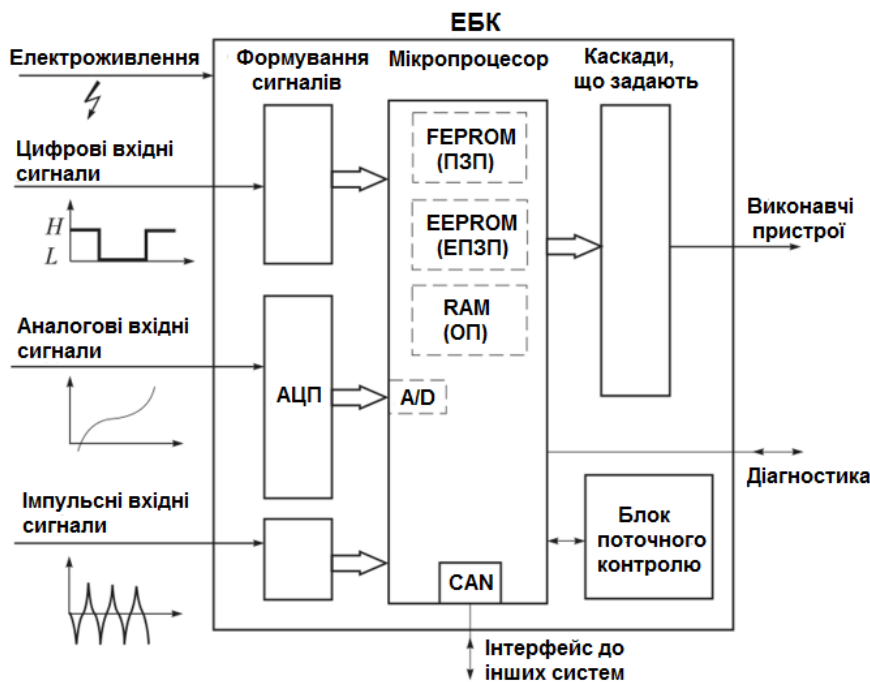 ЕБК
Електроживлення
Формування
сигналів
Мікропроцесор
Каскади,
що задають
FEPROM
(ПЗП)
Цифрові вхідні
сигнали
H
L
EEPROM
(ЕПЗП)
Виконавчі
пристрої
RAM
(ОП)
Аналогові вхідні
сигнали
АЦП
A/D
Діагностика
Імпульсні вхідні
сигнали
Блок
поточного
контролю
CAN
Інтерфейс до
інших систем